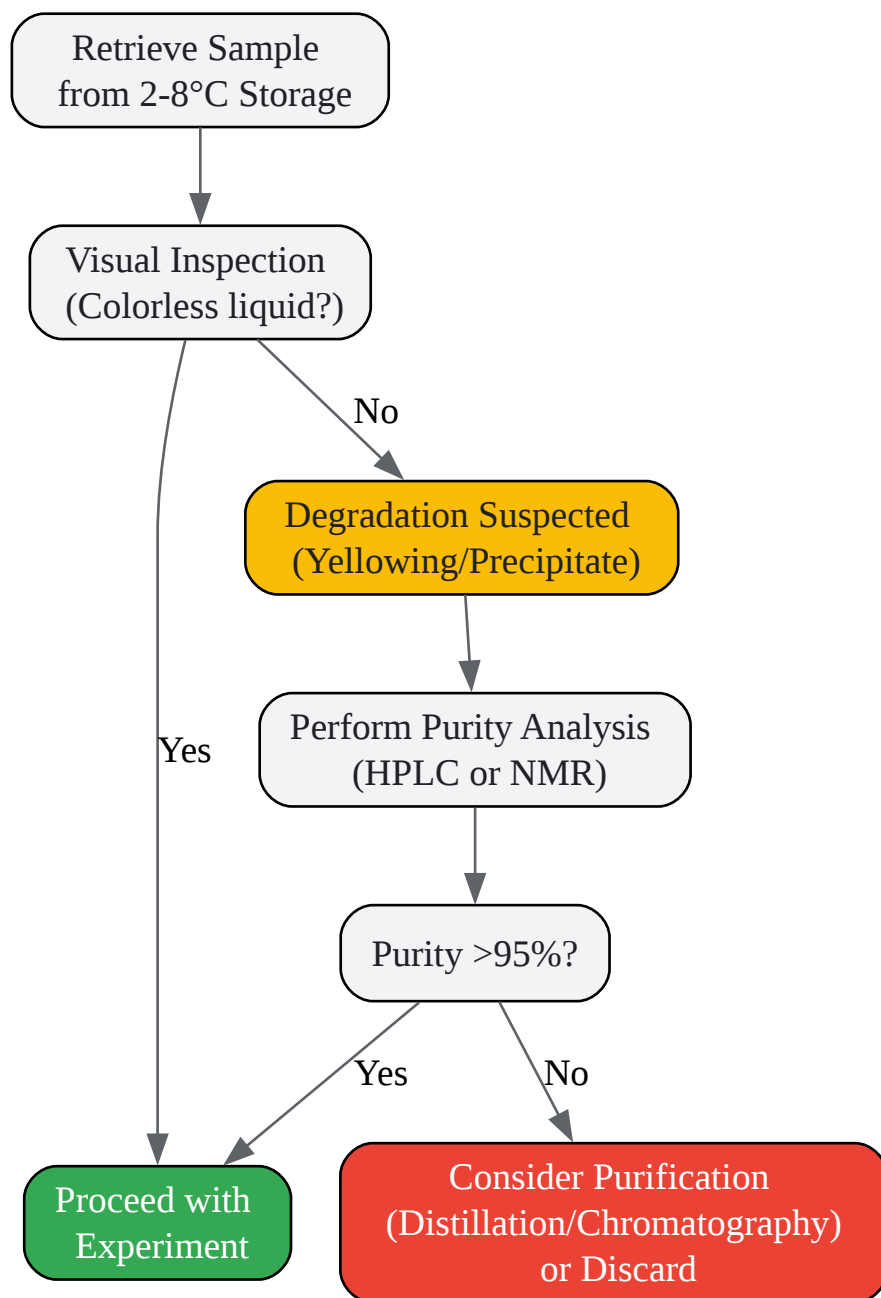 Retrieve Sample
from 2-8°C Storage
Visual Inspection
(Colorless liquid?)
No
Degradation Suspected
(Yellowing/Precipitate)
Perform Purity Analysis
(HPLC or NMR)
Yes
Purity >95%?
Yes
No
Proceed with
Experiment
Consider Purification
(Distillation/Chromatography)
or Discard